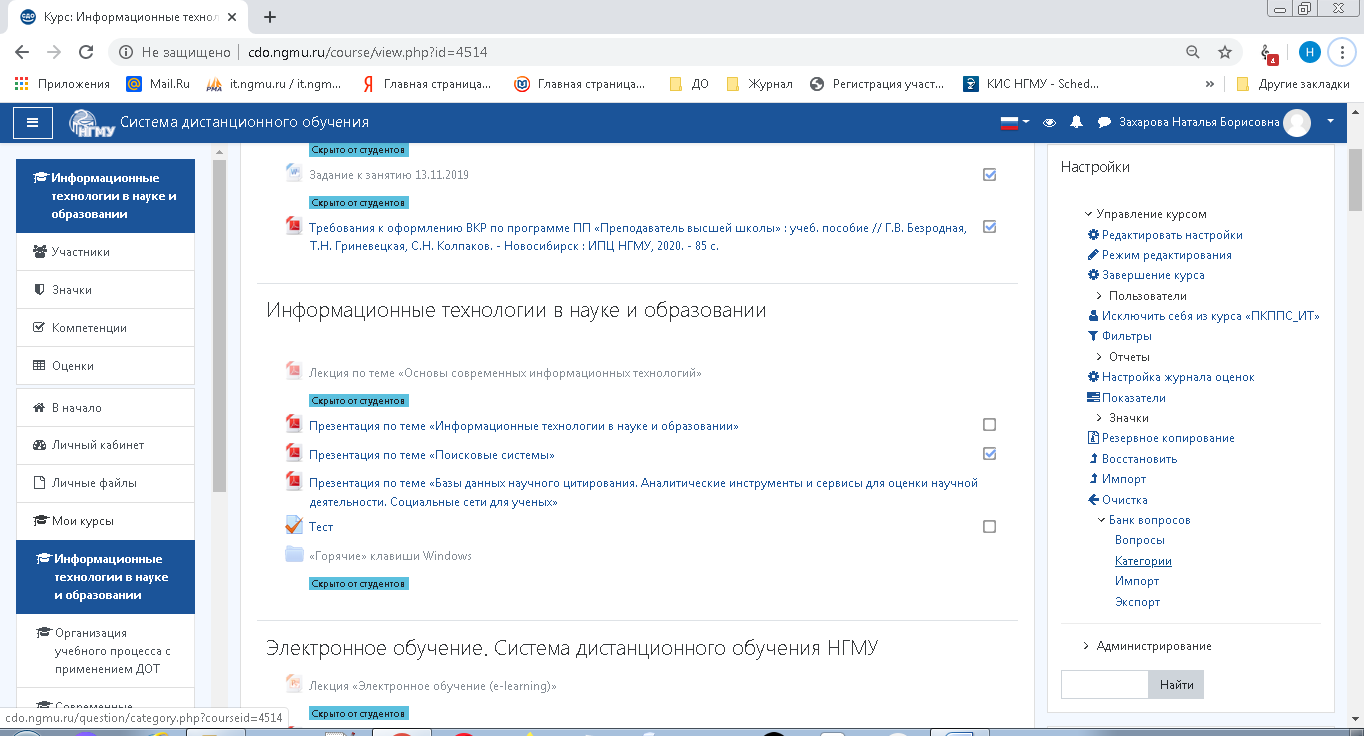 Курс: Информационные технол
Не защищено
cdo.ngmu.ru/course/view.php?id=4514
4
Н
Приложения
Mail.Ru
it.ngmu.ru / it.ngm...
Главная страница...
Главная страница...
ДО
Журнал
Регистрация участ...
КИС НГМУ - Sched...
»
Другие закладки
НГМУ
Система дистанционного обучения
Захарова Наталья Борисовна
Информационные
технологии в науке и
образовании
Участники
Значки
Компетенции
Оценки
В начало
Личный кабинет
Личные файлы
Мои курсы
Информационные
технологии в науке
и образовании
Организация
учебного процесса с
применением ДОТ
Современные
Скрыто от студентов
Задание к занятию 13.11.2019
Скрыто от студентов
Требования к оформлению ВКР по программе ПП «Преподаватель высшей школы» : учеб. пособие // Г.В. Безродная,
Т.Н. Гриневецкая, С.Н. Колпаков. - Новосибирск : ИПЦ НГМУ, 2020. - 85 с.
Информационные технологии в науке и образовании
Лекция по теме «Основы современных информационных технологий»
Скрыто от студентов
Презентация по теме «Информационные технологии в науке и образовании»
Презентация по теме «Поисковые системы»
Презентация по теме «Базы данных научного цитирования. Аналитические инструменты и сервисы для оценки научной
деятельности. Социальные сети для ученых»
Тест
«Горячие» клавиши Windows
Скрыто от студентов
Электронное обучение. Система дистанционного обучения НГМУ
Лекция «Электронное обучение (e-learning)»
Скрыто от студентов
Настройки
Управление курсом
Редактировать настройки
Режим редактирования
Завершение курса
Пользователи
Исключить себя из курса «ПКППС_ИТ»
Фильтры
Отчеты
Настройка журнала оценок
Показатели
Значки
Резервное копирование
Восстановить
Импорт
Очистка
Банк вопросов
Вопросы
Категории
Импорт
Экспорт
Администрирование
Найти
cdo.ngmu.ru/question/category.php?courseid=4514